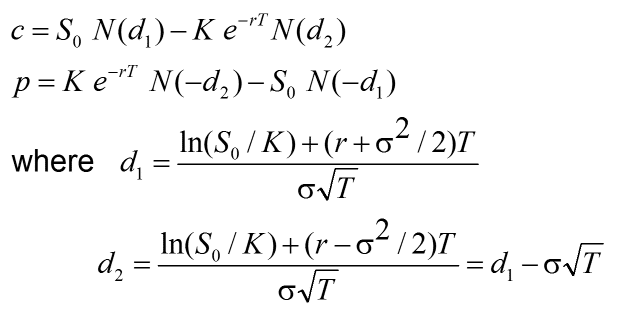 c = S₀ N(d₁) − K e^(−rT) N(d₂)
p = K e^(−rT) N(−d₂) − S₀ N(−d₁)
where d₁ = (ln(S₀ / K) + (r + σ² / 2)T) / (σ√T)
d₂ = (ln(S₀ / K) + (r − σ² / 2)T) / (σ√T) = d₁ − σ√T